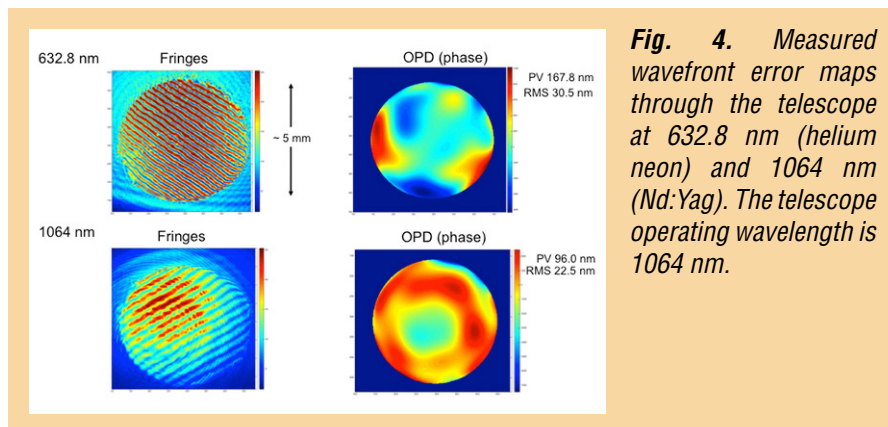 632.8 nm
Fringes
OPD (phase)
PV 167.8 nm
RMS 30.5 nm
~ 5 mm
1064 nm
Fringes
OPD (phase)
PV 96.0 nm
RMS 22.5 nm
Fig. 4. Measured
wavefront error maps
through the telescope
at 632.8 nm (helium
neon) and 1064 nm
(Nd:Yag). The telescope
operating wavelength is
1064 nm.